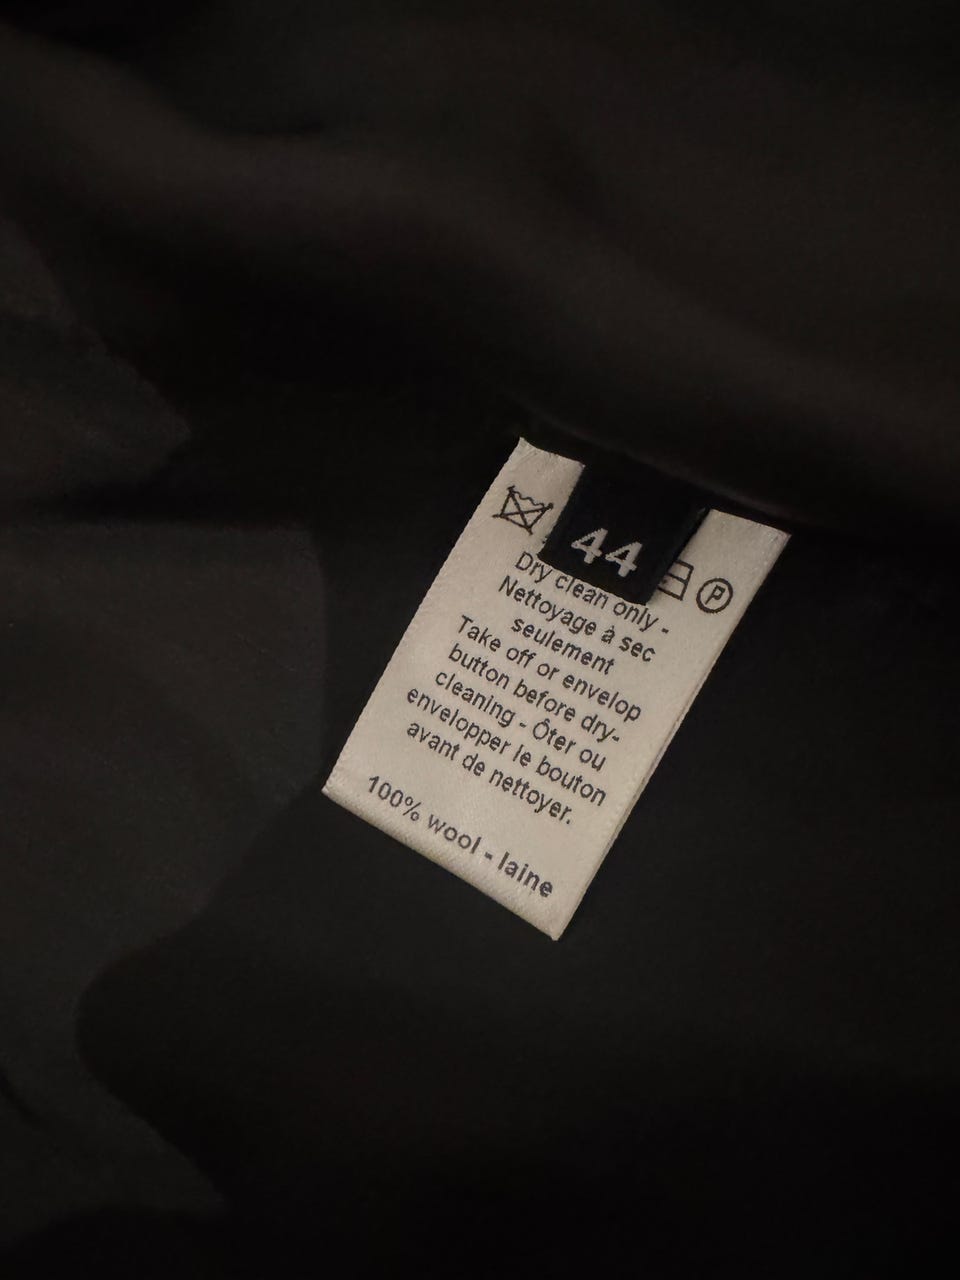 44
P
Dry clean only -
Nettoyage à sec
seulement
Take off or envelop
button before dry-
cleaning - Ôter ou
envelopper le bouton
avant de nettoyer.
100% wool - laine